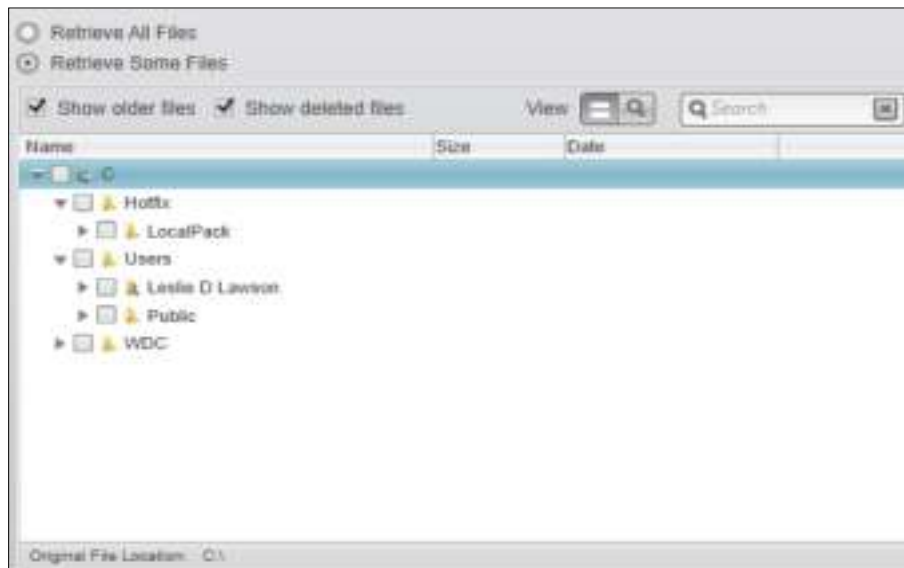 Retrieve All Files
Retrieve Some Files
Show older files Show deleted files View Search
Name Size Date
C
Hotfix
LocalPack
Users
Leslie D Lawson
Public
WDC
Original File Location: C:\